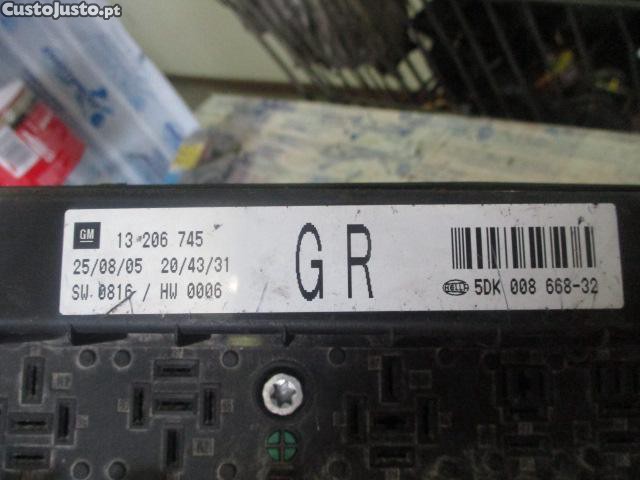 CustoJusto.pt
GM
13 206 745
25/08/05 20/43/31
SW 0816 / HW 0006
GR
HELLA 5DK 008 668-32